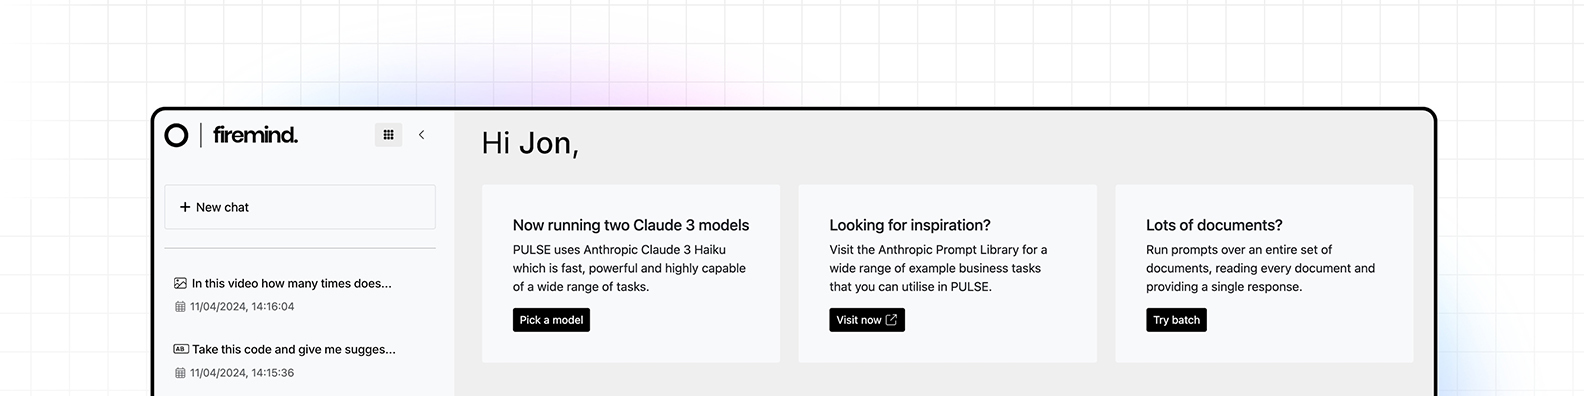 firemind.
New chat
In this video how many times does...
11/04/2024, 14:16:04
AB
Take this code and give me sugges...
11/04/2024, 14:15:36
Hi Jon,
Now running two Claude 3 models
PULSE uses Anthropic Claude 3 Haiku
which is fast, powerful and highly capable
of a wide range of tasks.
Pick a model
Looking for inspiration?
Visit the Anthropic Prompt Library for a
wide range of example business tasks
that you can utilise in PULSE.
Visit now
Lots of documents?
Run prompts over an entire set of
documents, reading every document and
providing a single response.
Try batch